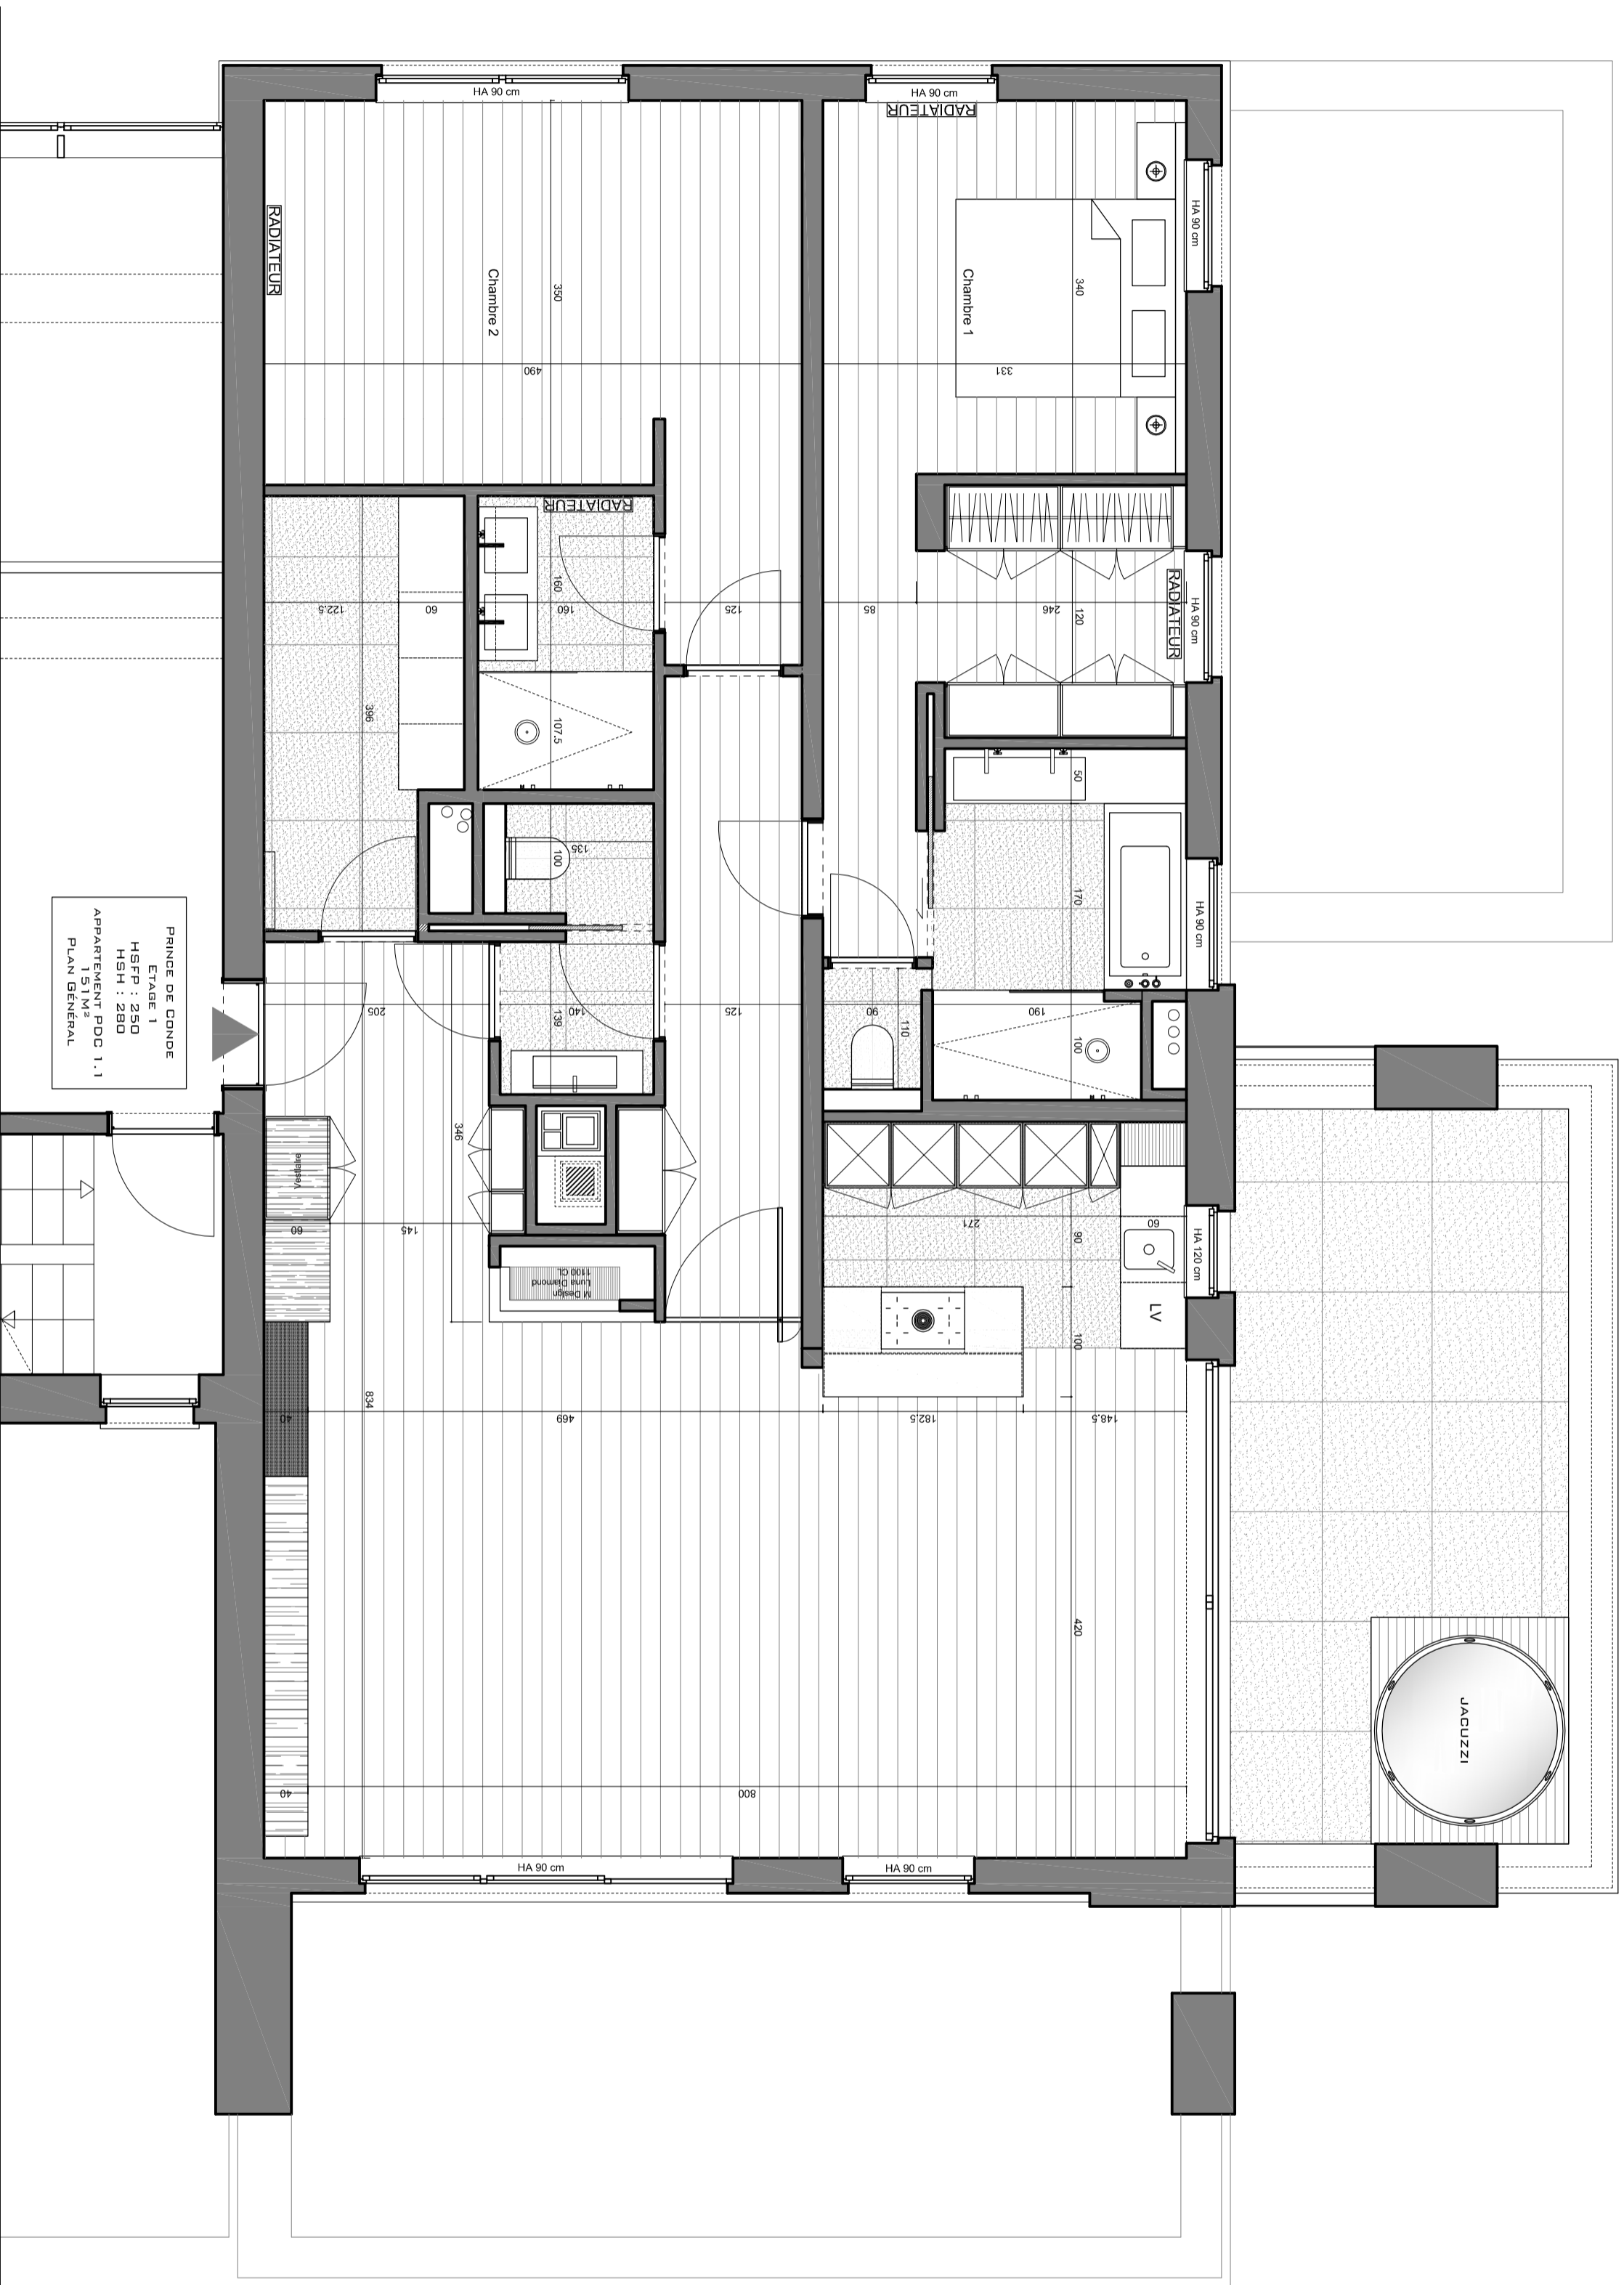 HA 90 cm
HA 90 cm
RADIATEUR
HA 90 cm
RADIATEUR
Chambre 2
350
490
Chambre 1
340
331
RADIATEUR
RADIATEUR
HA 90 cm
122.5
60
160
160
125
85
246
120
396
107.5
50
135
100
170
HA 90 cm
205
139
140
125
90
110
190
100
PRINCE DE CONDE
ETAGE 1
HSFP : 250
HSH : 280
APPARTEMENT PDC 1.1
151M²
PLAN GÉNÉRAL
Vestiaire
346
60
145
M Design
Luna Diamond
1100 CL
271
90
60
HA 120 cm
LV
100
834
40
469
182.5
148.5
420
JACUZZI
40
800
HA 90 cm
HA 90 cm